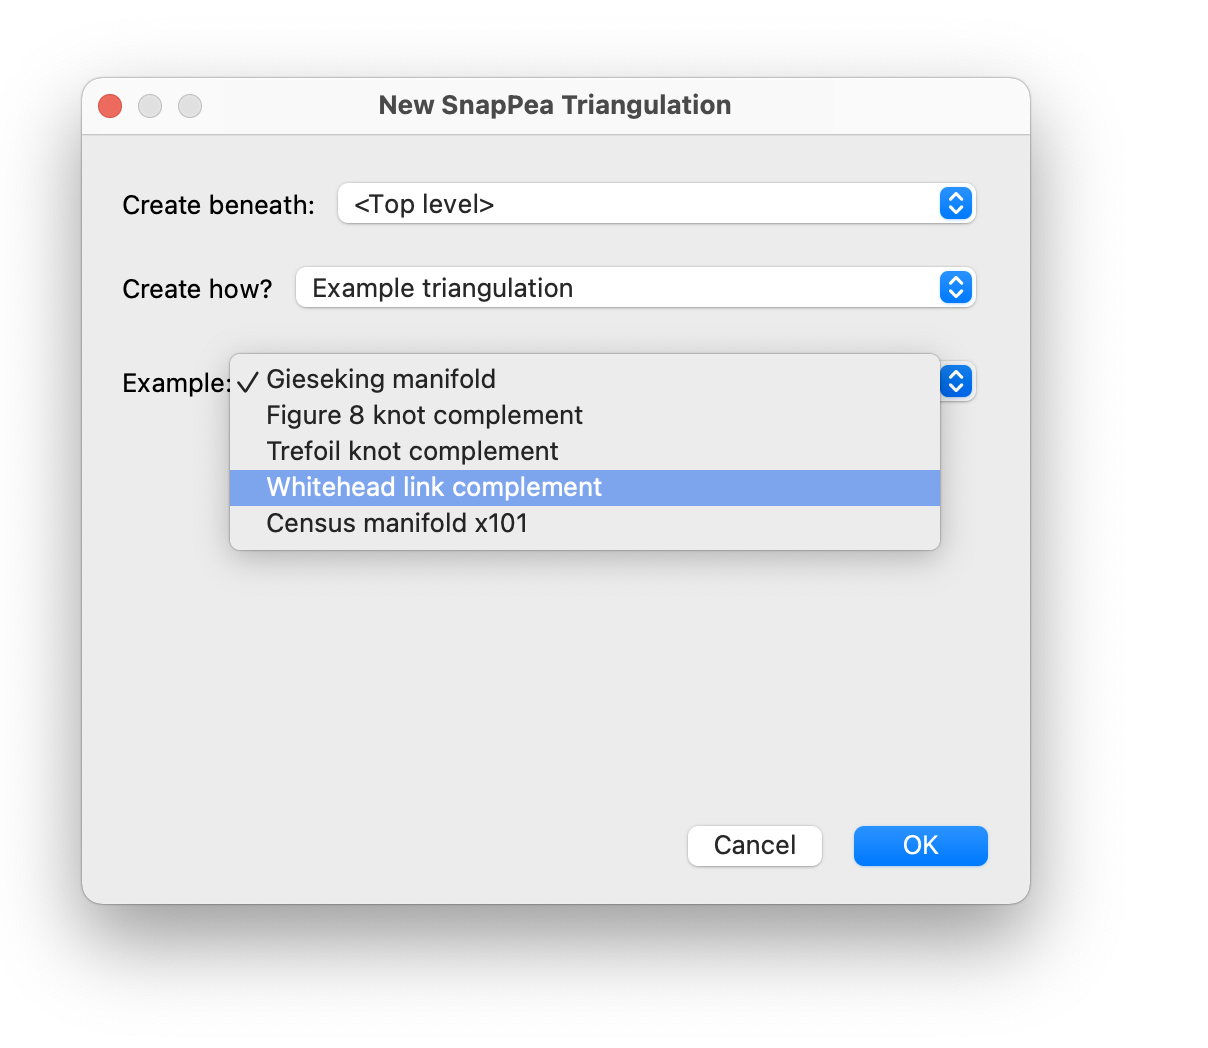 New SnapPea Triangulation
Create beneath: <Top level>
Create how? Example triangulation
Example: Gieseking manifold
Figure 8 knot complement
Trefoil knot complement
Whitehead link complement
Census manifold x101
Cancel OK